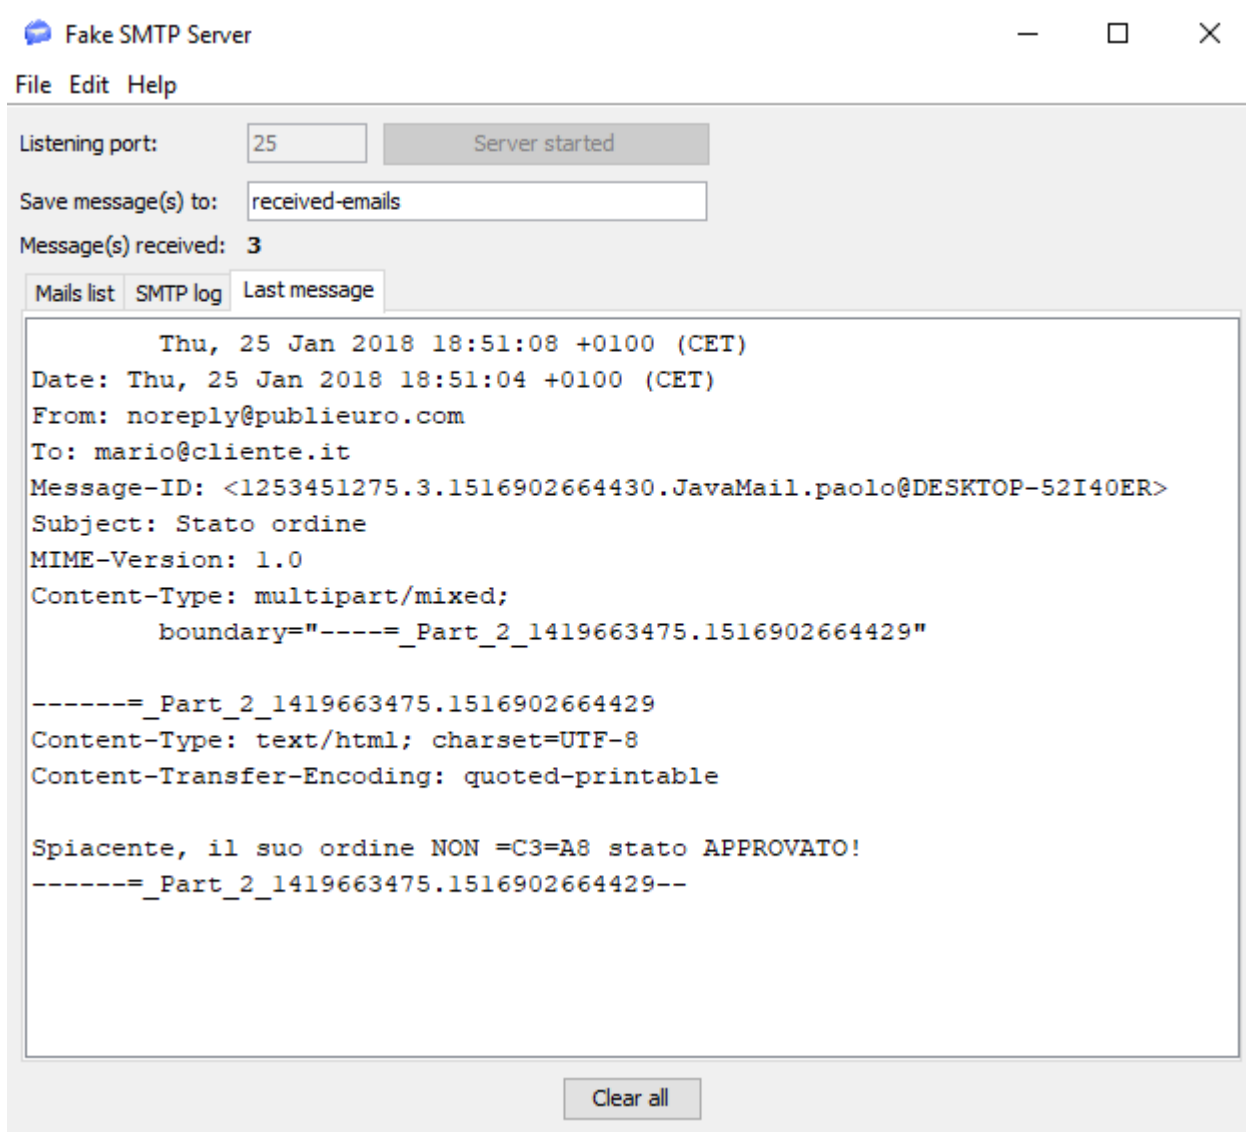 Fake SMTP Server
File Edit Help
Listening port: 25 Server started
Save message(s) to: received-emails
Message(s) received: 3
Mails list SMTP log Last message
Thu, 25 Jan 2018 18:51:08 +0100 (CET)
Date: Thu, 25 Jan 2018 18:51:04 +0100 (CET)
From: noreply@publieuro.com
To: mario@cliente.it
Message-ID: <1253451275.3.1516902664430.JavaMail.paolo@DESKTOP-52I40ER>
Subject: Stato ordine
MIME-Version: 1.0
Content-Type: multipart/mixed;
boundary="----=_Part_2_1419663475.1516902664429"
------=_Part_2_1419663475.1516902664429
Content-Type: text/html; charset=UTF-8
Content-Transfer-Encoding: quoted-printable
Spiacente, il suo ordine NON =C3=A8 stato APPROVATO!
------=_Part_2_1419663475.1516902664429--
Clear all